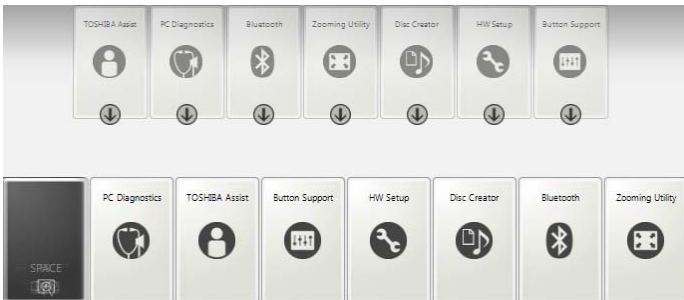 TOSHIBA Assist PC Diagnostics Bluetooth Zooming Utility Disc Creator HW Setup Button Support
PC Diagnostics TOSHIBA Assist Button Support HW Setup Disc Creator Bluetooth Zooming Utility
SPACE